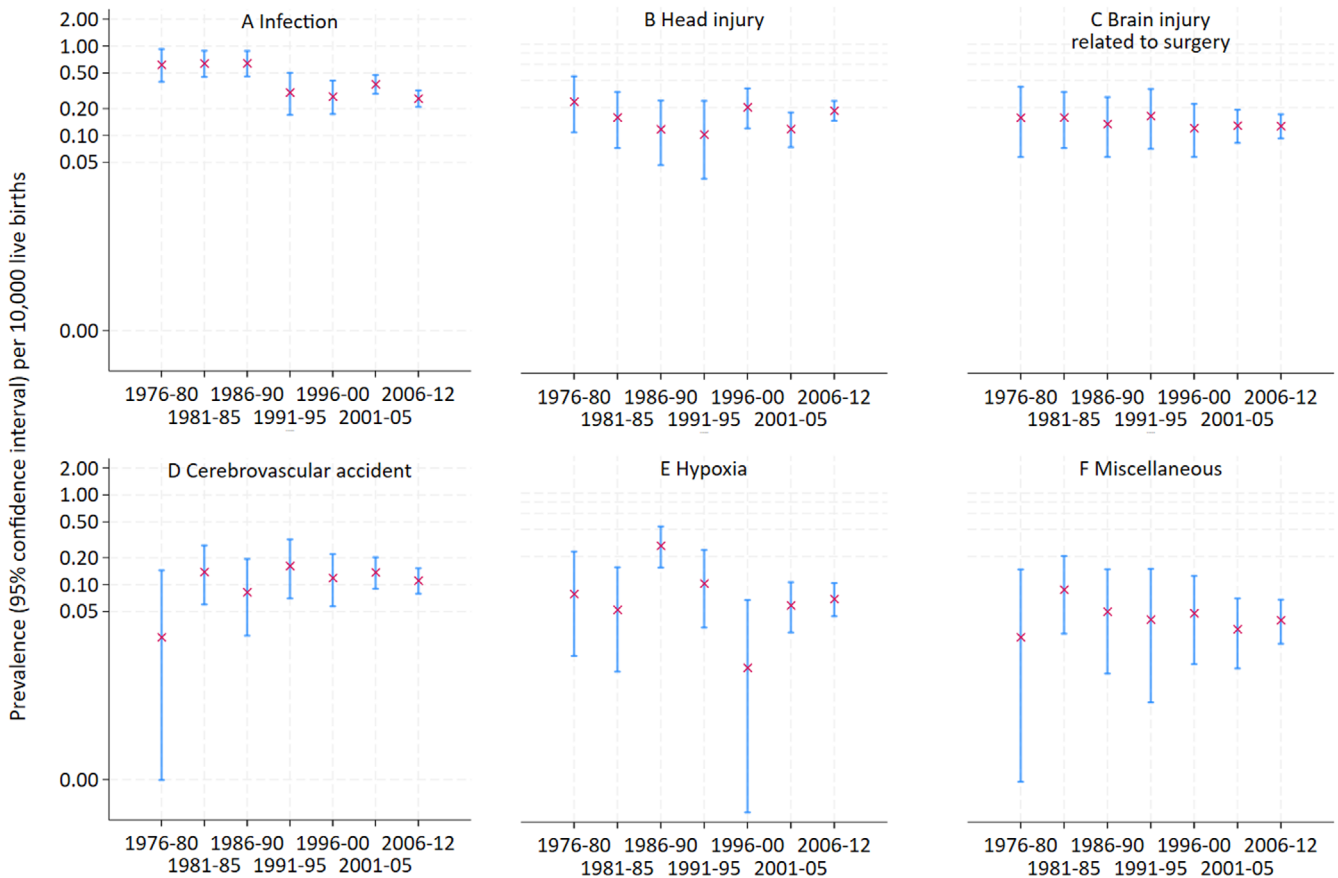 Prevalence (95% confidence interval) per 10,000 live births
A Infection
2.00
1.00
0.50
0.20
0.10
0.05
0.00
1976-80 1986-90 1996-00 2006-12
1981-85 1991-95 2001-05
B Head injury
1976-80 1986-90 1996-00 2006-12
1981-85 1991-95 2001-05
C Brain injury
related to surgery
1976-80 1986-90 1996-00 2006-12
1981-85 1991-95 2001-05
D Cerebrovascular accident
2.00
1.00
0.50
0.20
0.10
0.05
0.00
1976-80 1986-90 1996-00 2006-12
1981-85 1991-95 2001-05
E Hypoxia
1976-80 1986-90 1996-00 2006-12
1981-85 1991-95 2001-05
F Miscellaneous
1976-80 1986-90 1996-00 2006-12
1981-85 1991-95 2001-05